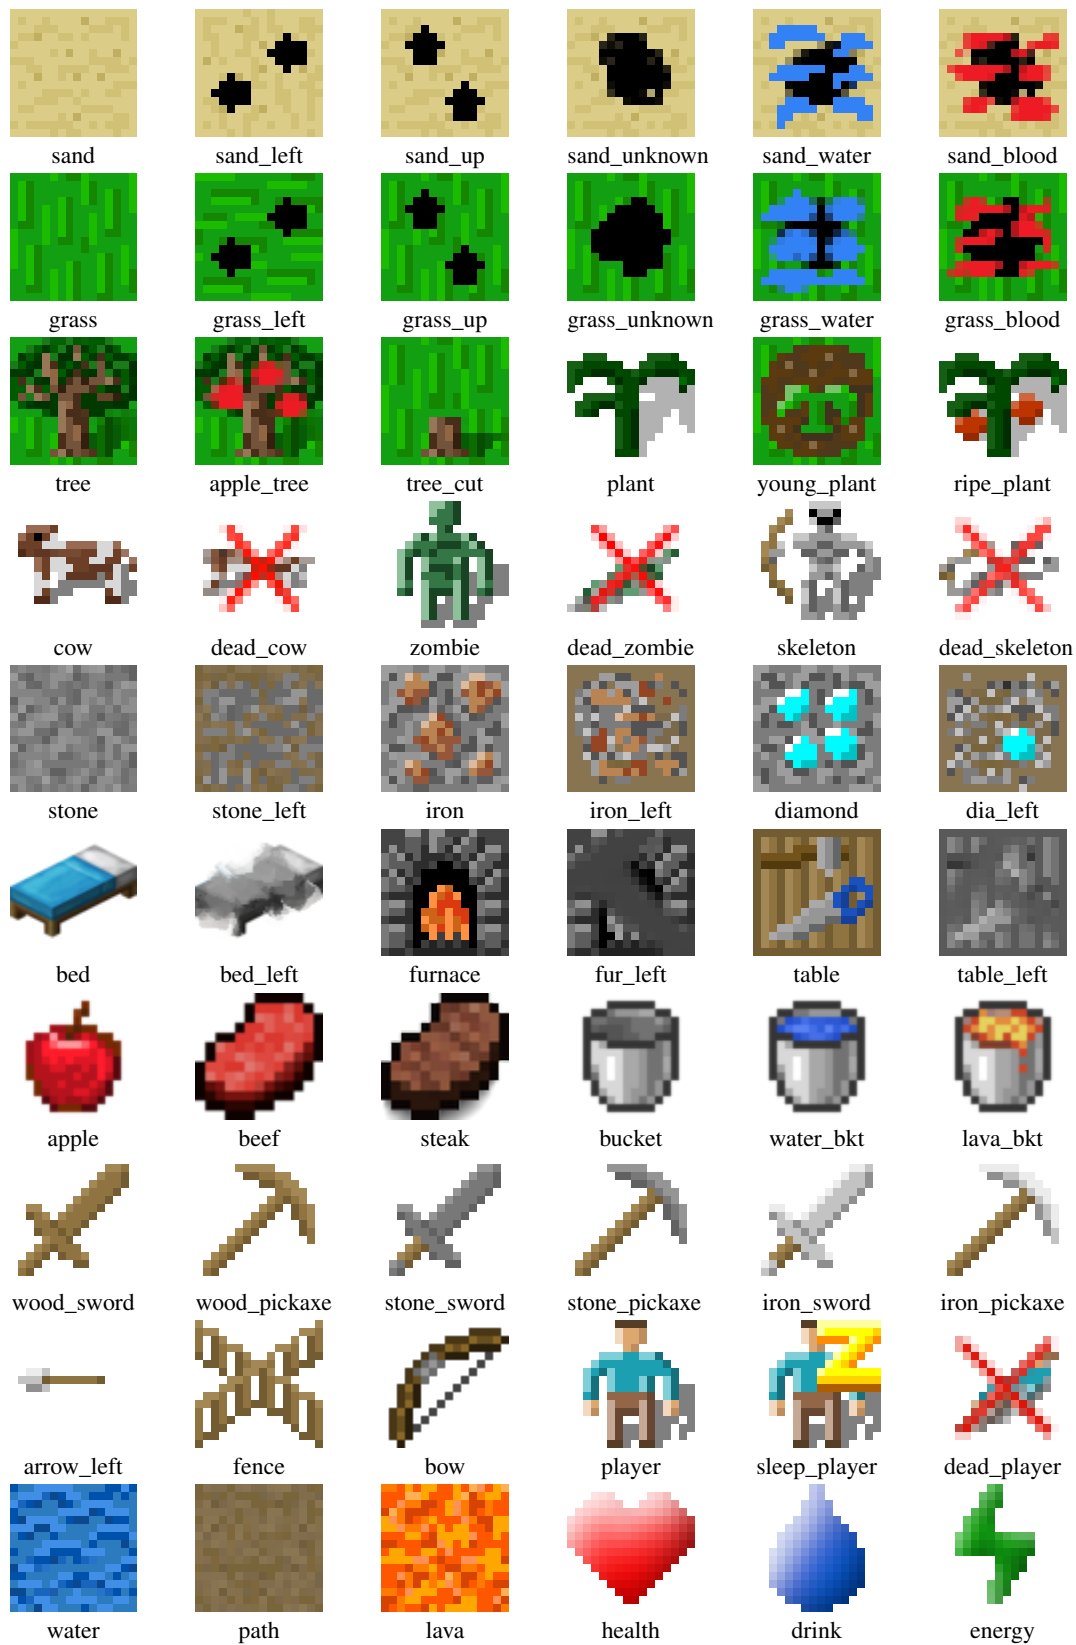 sand sand_left sand_up sand_unknown sand_water sand_blood
grass grass_left grass_up grass_unknown grass_water grass_blood
tree apple_tree tree_cut plant young_plant ripe_plant
cow dead_cow zombie dead_zombie skeleton dead_skeleton
stone stone_left iron iron_left diamond dia_left
bed bed_left furnace fur_left table table_left
apple beef steak bucket water_bkt lava_bkt
wood_sword wood_pickaxe stone_sword stone_pickaxe iron_sword iron_pickaxe
arrow_left fence bow player sleep_player dead_player
water path lava health drink energy